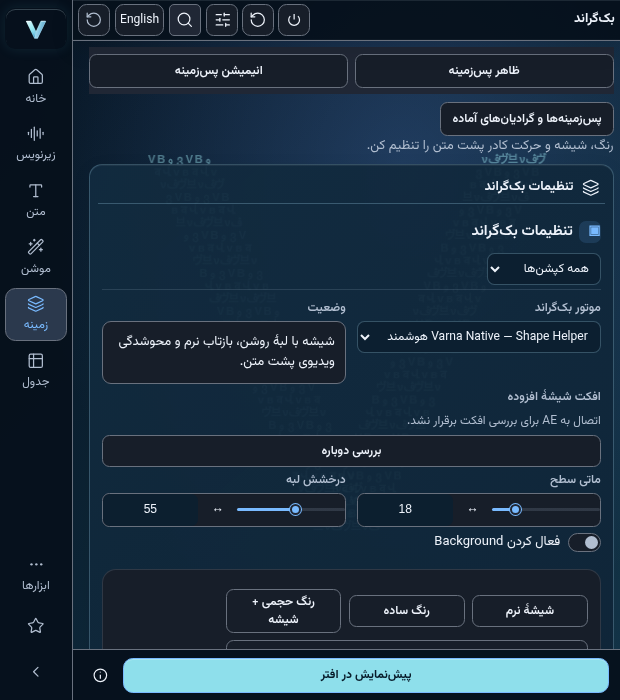 بک‌گراند
English
خانه
زیرنویس
متن
موشن
زمینه
جدول
ابزارها
ظاهر پس‌زمینه
انیمیشن پس‌زمینه
پس‌زمینه‌ها و گرادیان‌های آماده
رنگ، شیشه و حرکت کادر پشت متن را تنظیم کن.
تنظیمات بک‌گراند
تنظیمات بک‌گراند
همه کپشن‌ها
موتور بک‌گراند
Varna Native — Shape Helper هوشمند
وضعیت
شیشه با لبهٔ روشن، بازتاب نرم و محوشدگی
ویدیوی پشت متن.
افکت شیشهٔ افزوده
اتصال به AE برای بررسی افکت برقرار نشد.
بررسی دوباره
ماتی سطح
18
درخشش لبه
55
فعال کردن Background
شیشهٔ نرم
رنگ ساده
رنگ حجمی +
شیشه
پیش‌نمایش در افتر